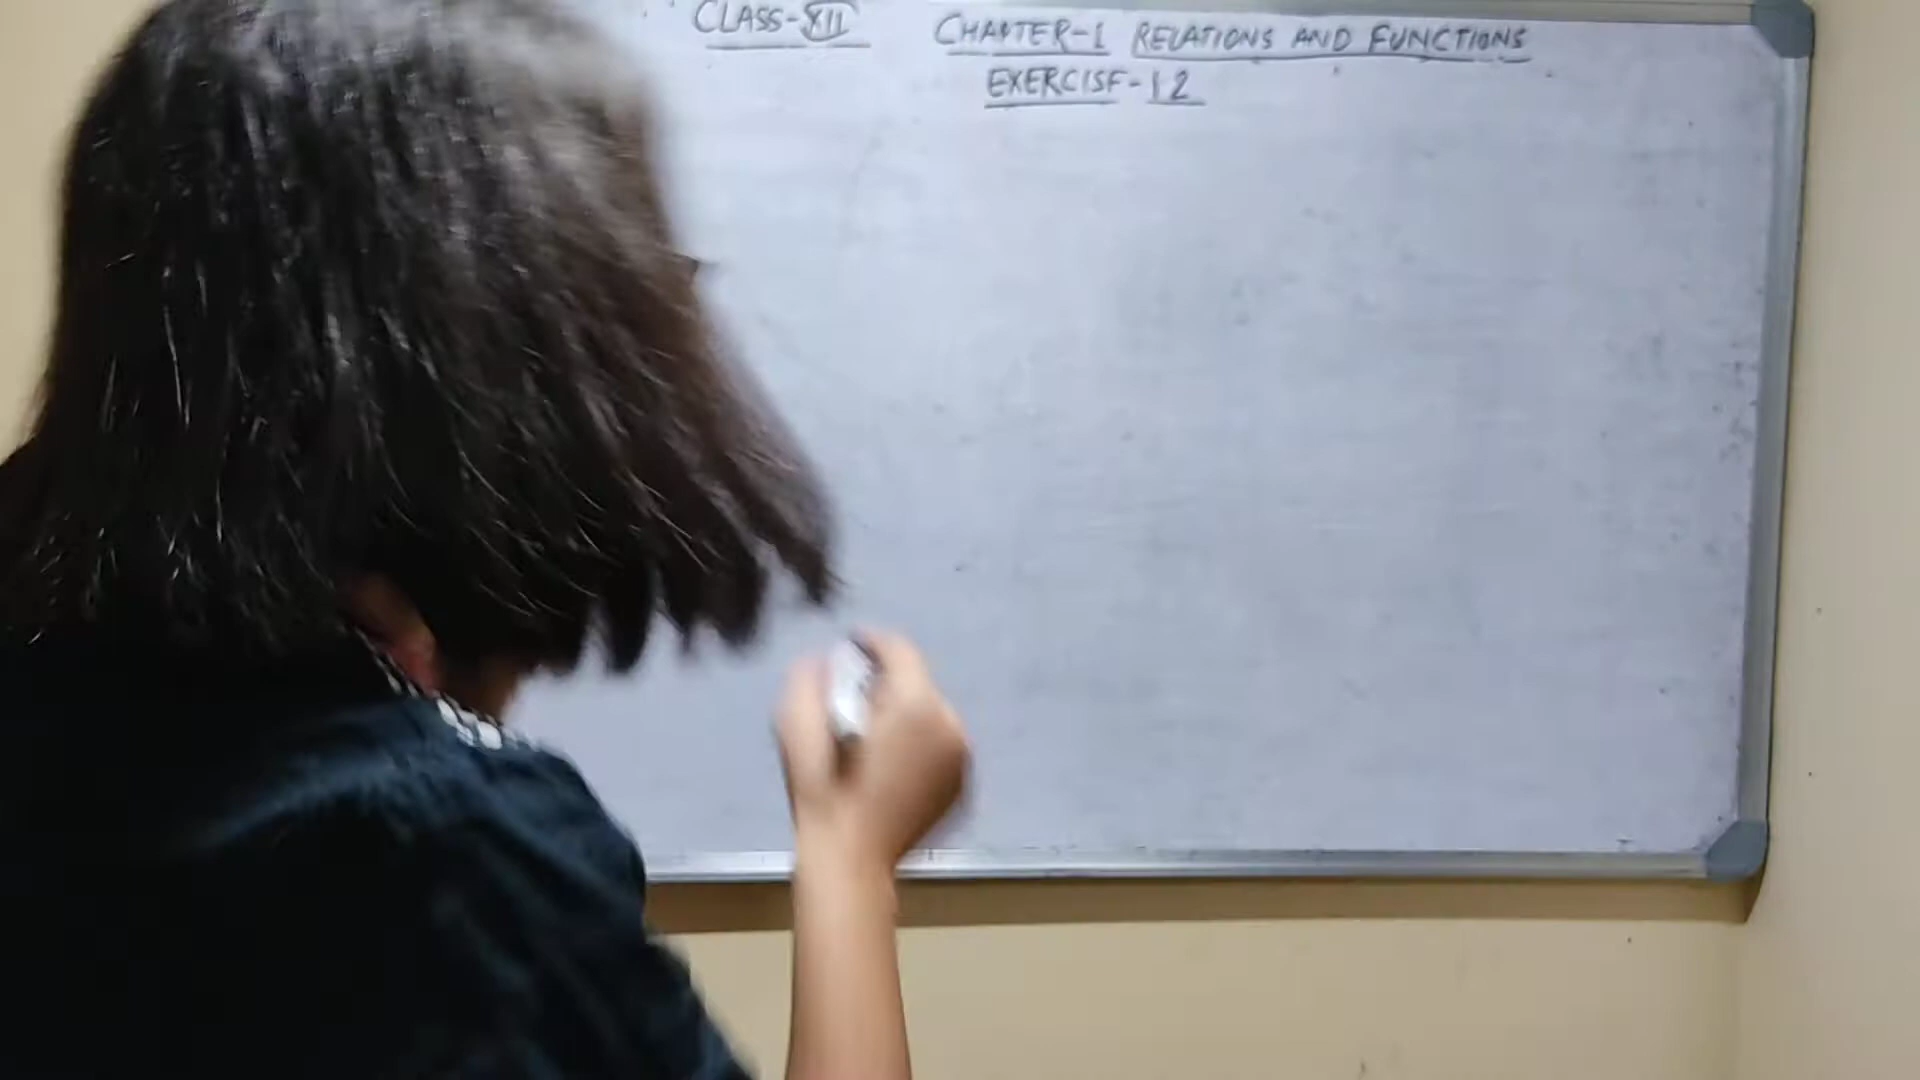 CLASS-XII CHAPTER-1 RELATIONS AND FUNCTIONS
EXERCISE-1.2